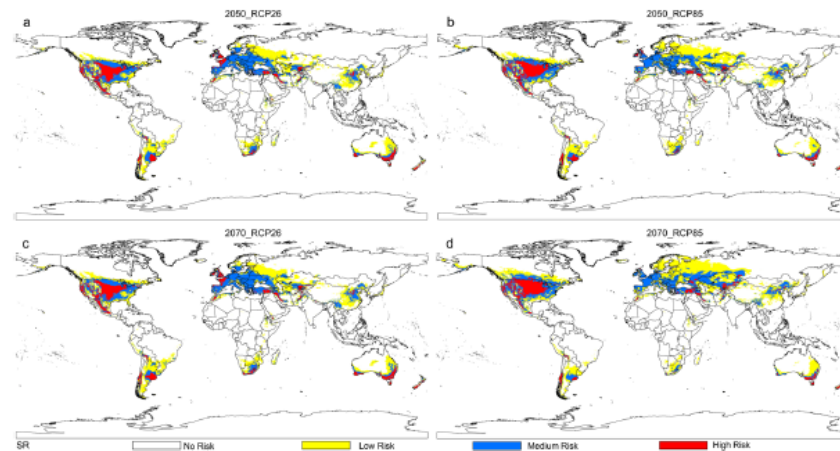 a 2050_RCP26
b 2050_RCP85
c 2070_RCP26
d 2070_RCP85
SR No Risk Low Risk Medium Risk High Risk